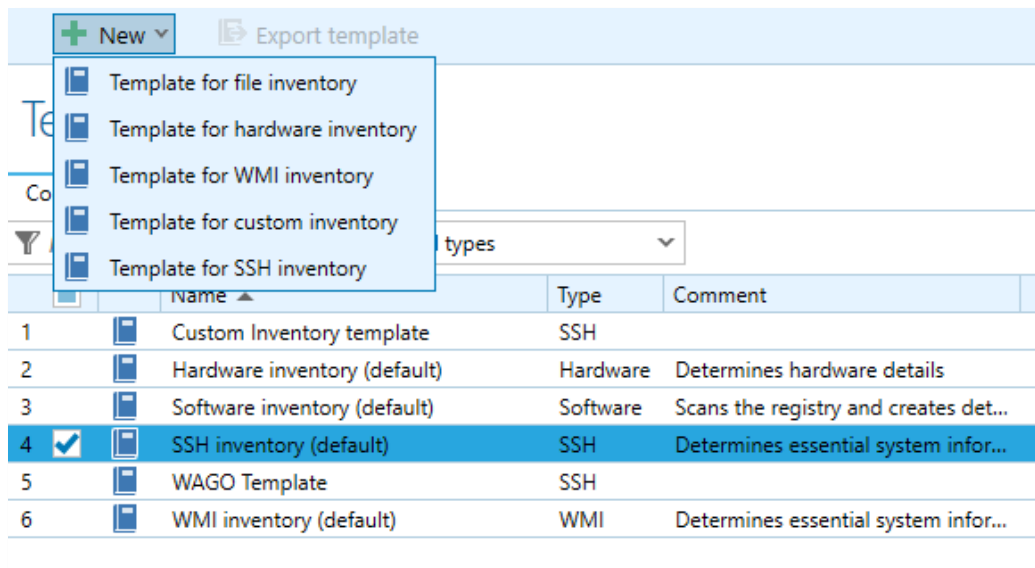 New Export template
Template for file inventory
Template for hardware inventory
Template for WMI inventory
Template for custom inventory
types
Template for SSH inventory
Name Type Comment
1 Custom Inventory template SSH
2 Hardware inventory (default) Hardware Determines hardware details
3 Software inventory (default) Software Scans the registry and creates det...
4 SSH inventory (default) SSH Determines essential system infor...
5 WAGO Template SSH
6 WMI inventory (default) WMI Determines essential system infor...